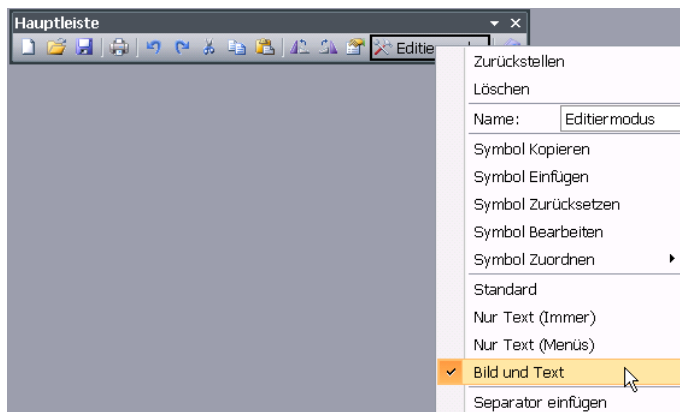 Hauptleiste
Zurückstellen
Löschen
Name: Editiermodus
Symbol Kopieren
Symbol Einfügen
Symbol Zurücksetzen
Symbol Bearbeiten
Symbol Zuordnen
Standard
Nur Text (Immer)
Nur Text (Menüs)
Bild und Text
Separator einfügen